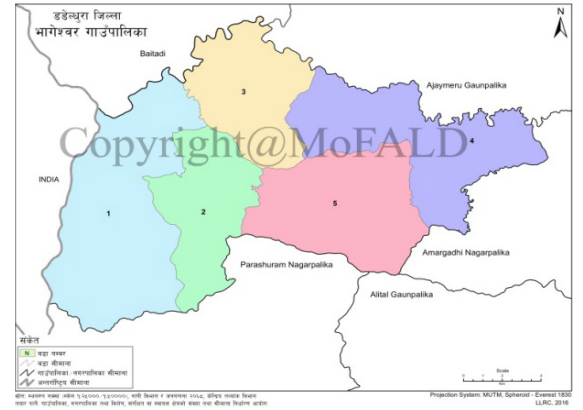 डडेल्धुरा जिल्ला
भागेश्वर गाउँपालिका
N
Baitadi
3
Ajaymeru Gaunpalika
Copyright@MoFALD
4
INDIA
1
2
5
Amargadhi Nagarpalika
Parashuram Nagarpalika
Alital Gaunpalika
संकेत
N वडा नम्बर
वडा सीमाना
गाउँपालिका/नगरपालिका सीमाना
अन्तर्राष्ट्रिय सीमाना
Scale
Projection System: MUTM, Spheroid - Everest 1830
LLRC, 2016